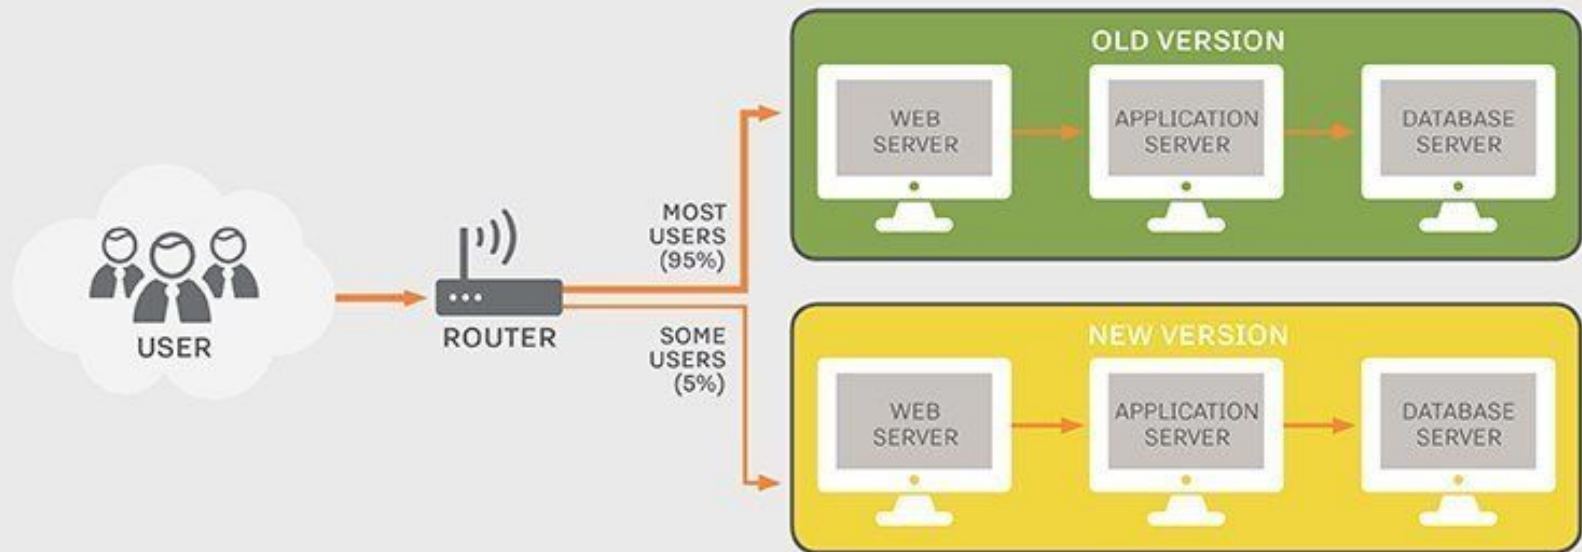 USER
ROUTER
MOST
USERS
(95%)
SOME
USERS
(5%)
OLD VERSION
WEB
SERVER
APPLICATION
SERVER
DATABASE
SERVER
NEW VERSION
WEB
SERVER
APPLICATION
SERVER
DATABASE
SERVER